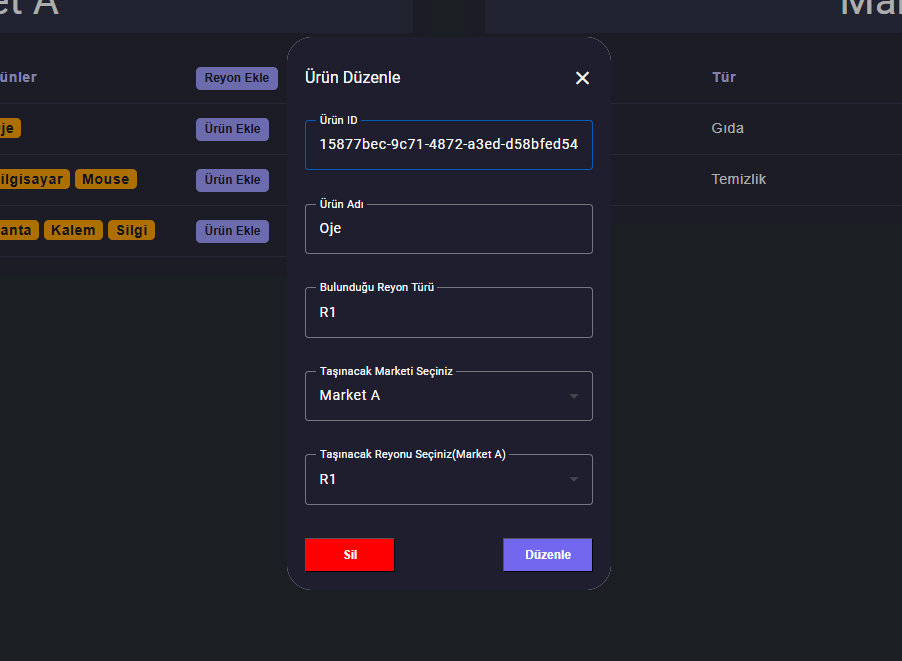 et A
Ma
ünler
Reyon Ekle
Tür
je
Ürün Ekle
Gıda
ilgisayar Mouse
Ürün Ekle
Temizlik
anta Kalem Silgi
Ürün Ekle
Ürün Düzenle
Ürün ID
15877bec-9c71-4872-a3ed-d58bfed54
Ürün Adı
Oje
Bulunduğu Reyon Türü
R1
Taşınacak Marketi Seçiniz
Market A
Taşınacak Reyonu Seçiniz(Market A)
R1
Sil
Düzenle